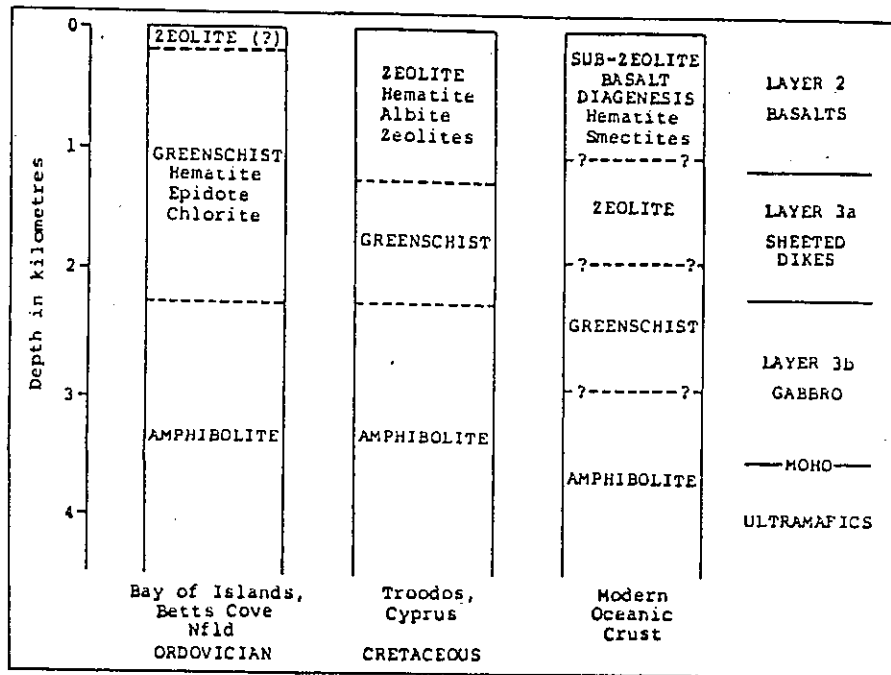 Depth in kilometres
0
1
2
3
4
ZEOLITE (?)
GREENSCHIST
Hematite
Epidote
Chlorite
AMPHIBOLITE
Bay of Islands,
Betts Cove
Nfld
ORDOVICIAN
ZEOLITE
Hematite
Albite
Zeolites
GREENSCHIST
AMPHIBOLITE
Troodos,
Cyprus
CRETACEOUS
SUB-ZEOLITE
BASALT
DIAGENESIS
Hematite
Smectites
? ?
ZEOLITE
? ?
GREENSCHIST
? ?
AMPHIBOLITE
Modern
Oceanic
Crust
LAYER 2
BASALTS
LAYER 3a
SHEETED
DIKES
LAYER 3b
GABBRO
MOHO
ULTRAMAFICS